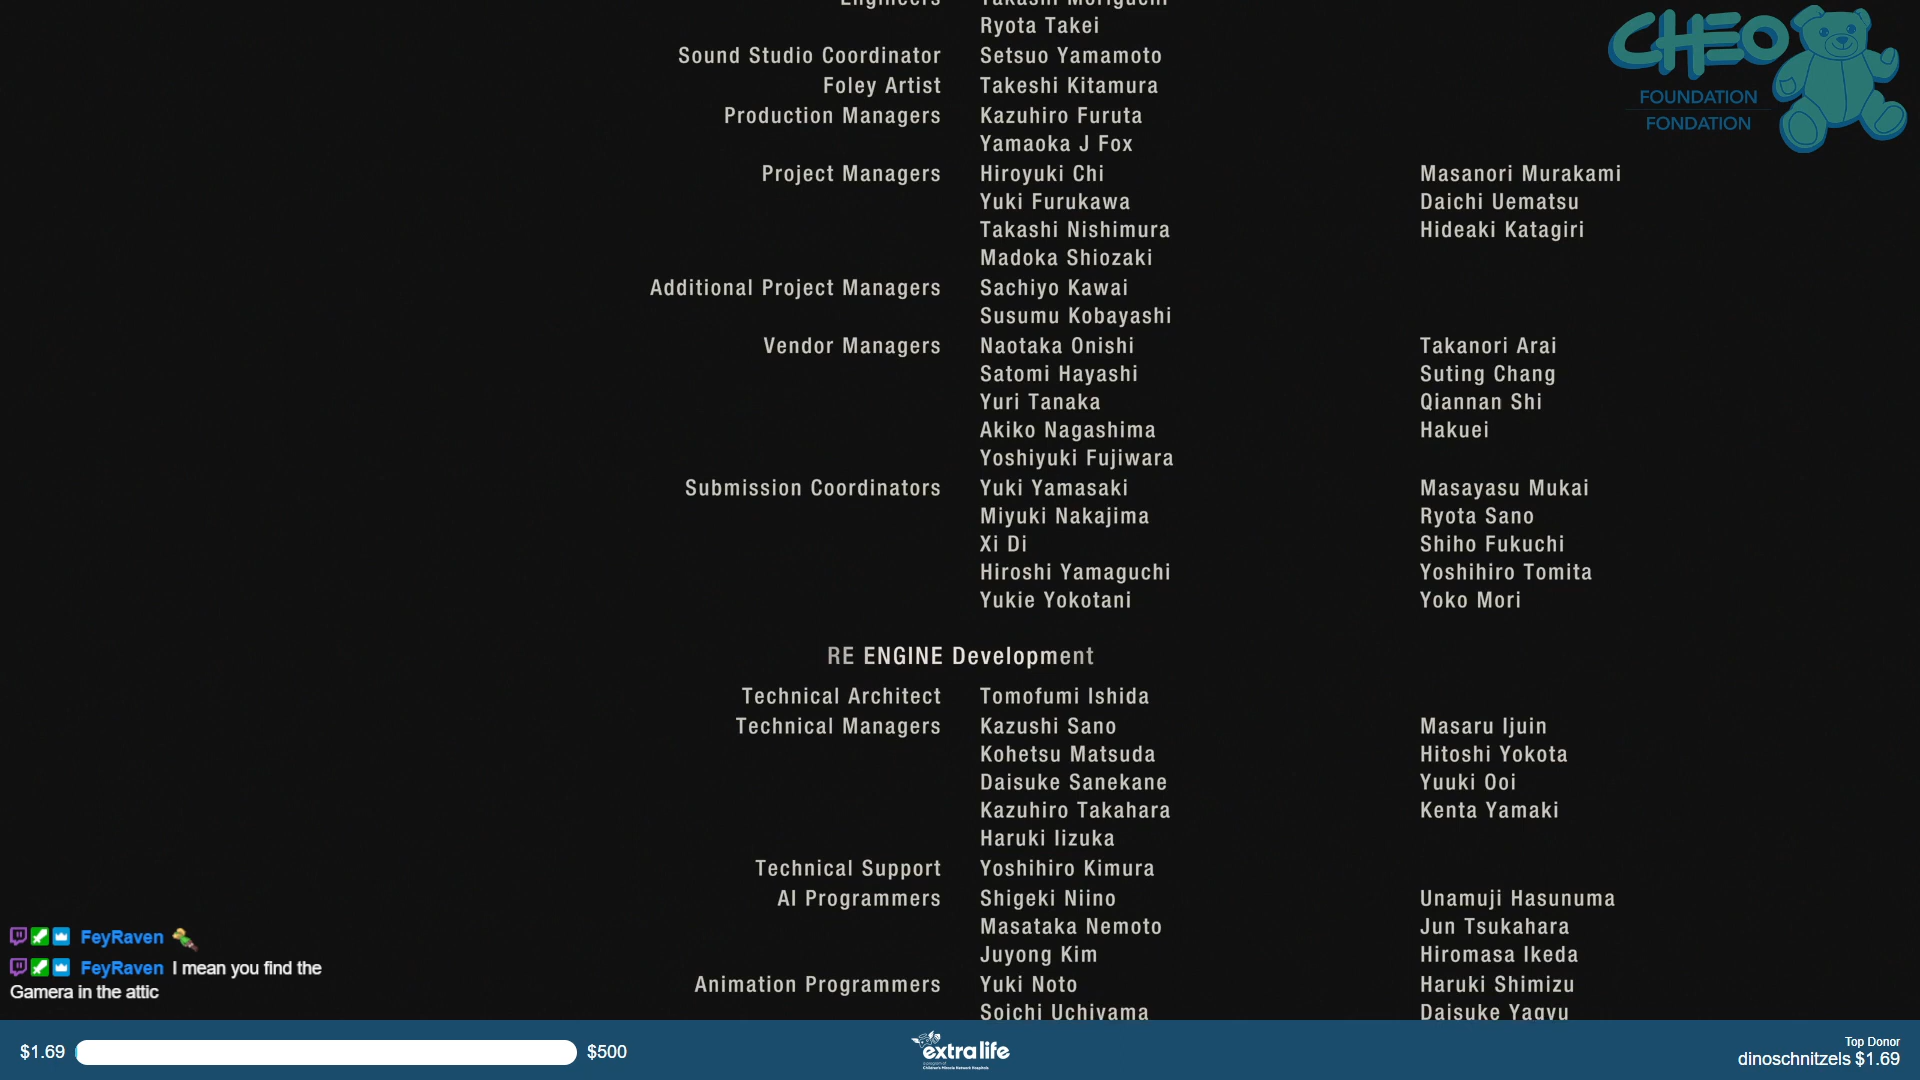 Engineers Takashi Moriguchi
Ryota Takei
Sound Studio Coordinator Setsuo Yamamoto
Foley Artist Takeshi Kitamura
Production Managers Kazuhiro Furuta
Yamaoka J Fox
Project Managers Hiroyuki Chi Masanori Murakami
Yuki Furukawa Daichi Uematsu
Takashi Nishimura Hideaki Katagiri
Madoka Shiozaki
Additional Project Managers Sachiyo Kawai
Susumu Kobayashi
Vendor Managers Naotaka Onishi Takanori Arai
Satomi Hayashi Suting Chang
Yuri Tanaka Qiannan Shi
Akiko Nagashima Hakuei
Yoshiyuki Fujiwara
Submission Coordinators Yuki Yamasaki Masayasu Mukai
Miyuki Nakajima Ryota Sano
Xi Di Shiho Fukuchi
Hiroshi Yamaguchi Yoshihiro Tomita
Yukie Yokotani Yoko Mori
RE ENGINE Development
Technical Architect Tomofumi Ishida
Technical Managers Kazushi Sano Masaru Ijuin
Kohetsu Matsuda Hitoshi Yokota
Daisuke Sanekane Yuuki Ooi
Kazuhiro Takahara Kenta Yamaki
Haruki Iizuka
Technical Support Yoshihiro Kimura
AI Programmers Shigeki Niino Unamuji Hasunuma
Masataka Nemoto Jun Tsukahara
Juyong Kim Hiromasa Ikeda
Animation Programmers Yuki Noto Haruki Shimizu
Soichi Uchiyama Daisuke Yagyu
CHEO
FOUNDATION
FONDATION
FeyRaven
FeyRaven I mean you find the
Gamera in the attic
$1.69 $500
extra life
Children's Miracle Network Hospitals
Top Donor
dinoschnitzels $1.69